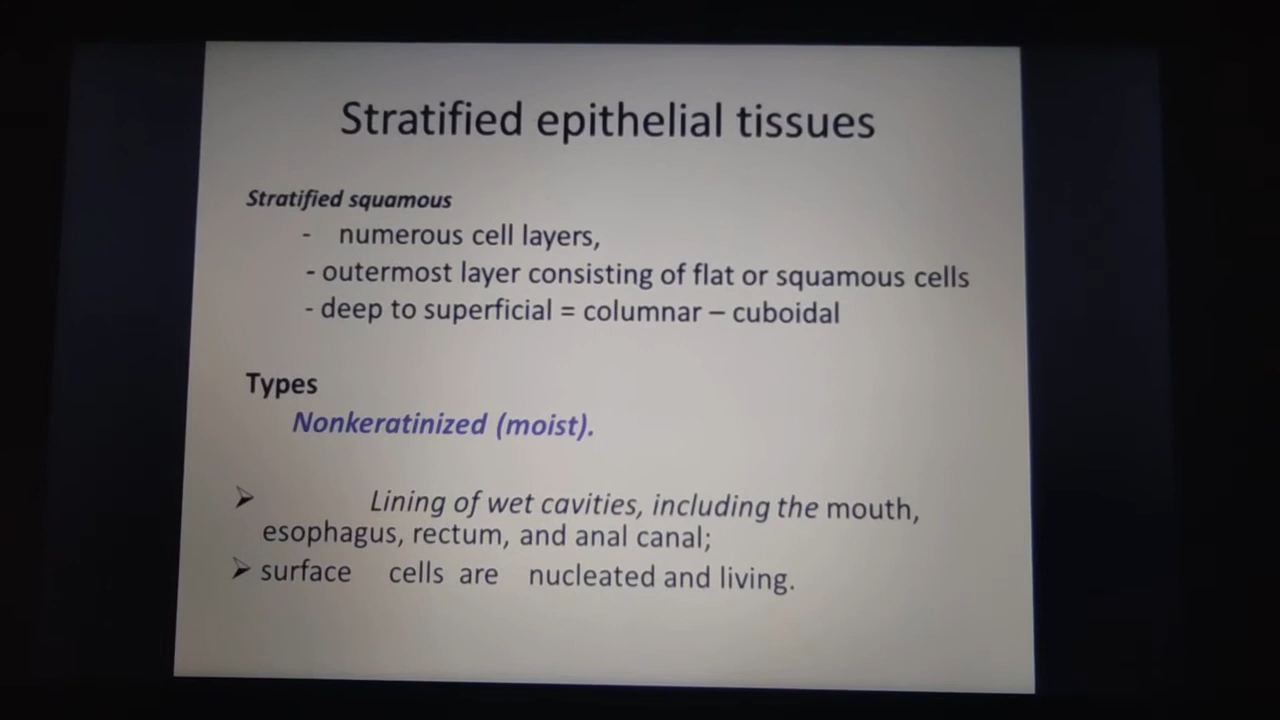 Stratified epithelial tissues
Stratified squamous
- numerous cell layers,
- outermost layer consisting of flat or squamous cells
- deep to superficial = columnar – cuboidal
Types
Nonkeratinized (moist).
➢ Lining of wet cavities, including the mouth,
esophagus, rectum, and anal canal;
➢ surface cells are nucleated and living.